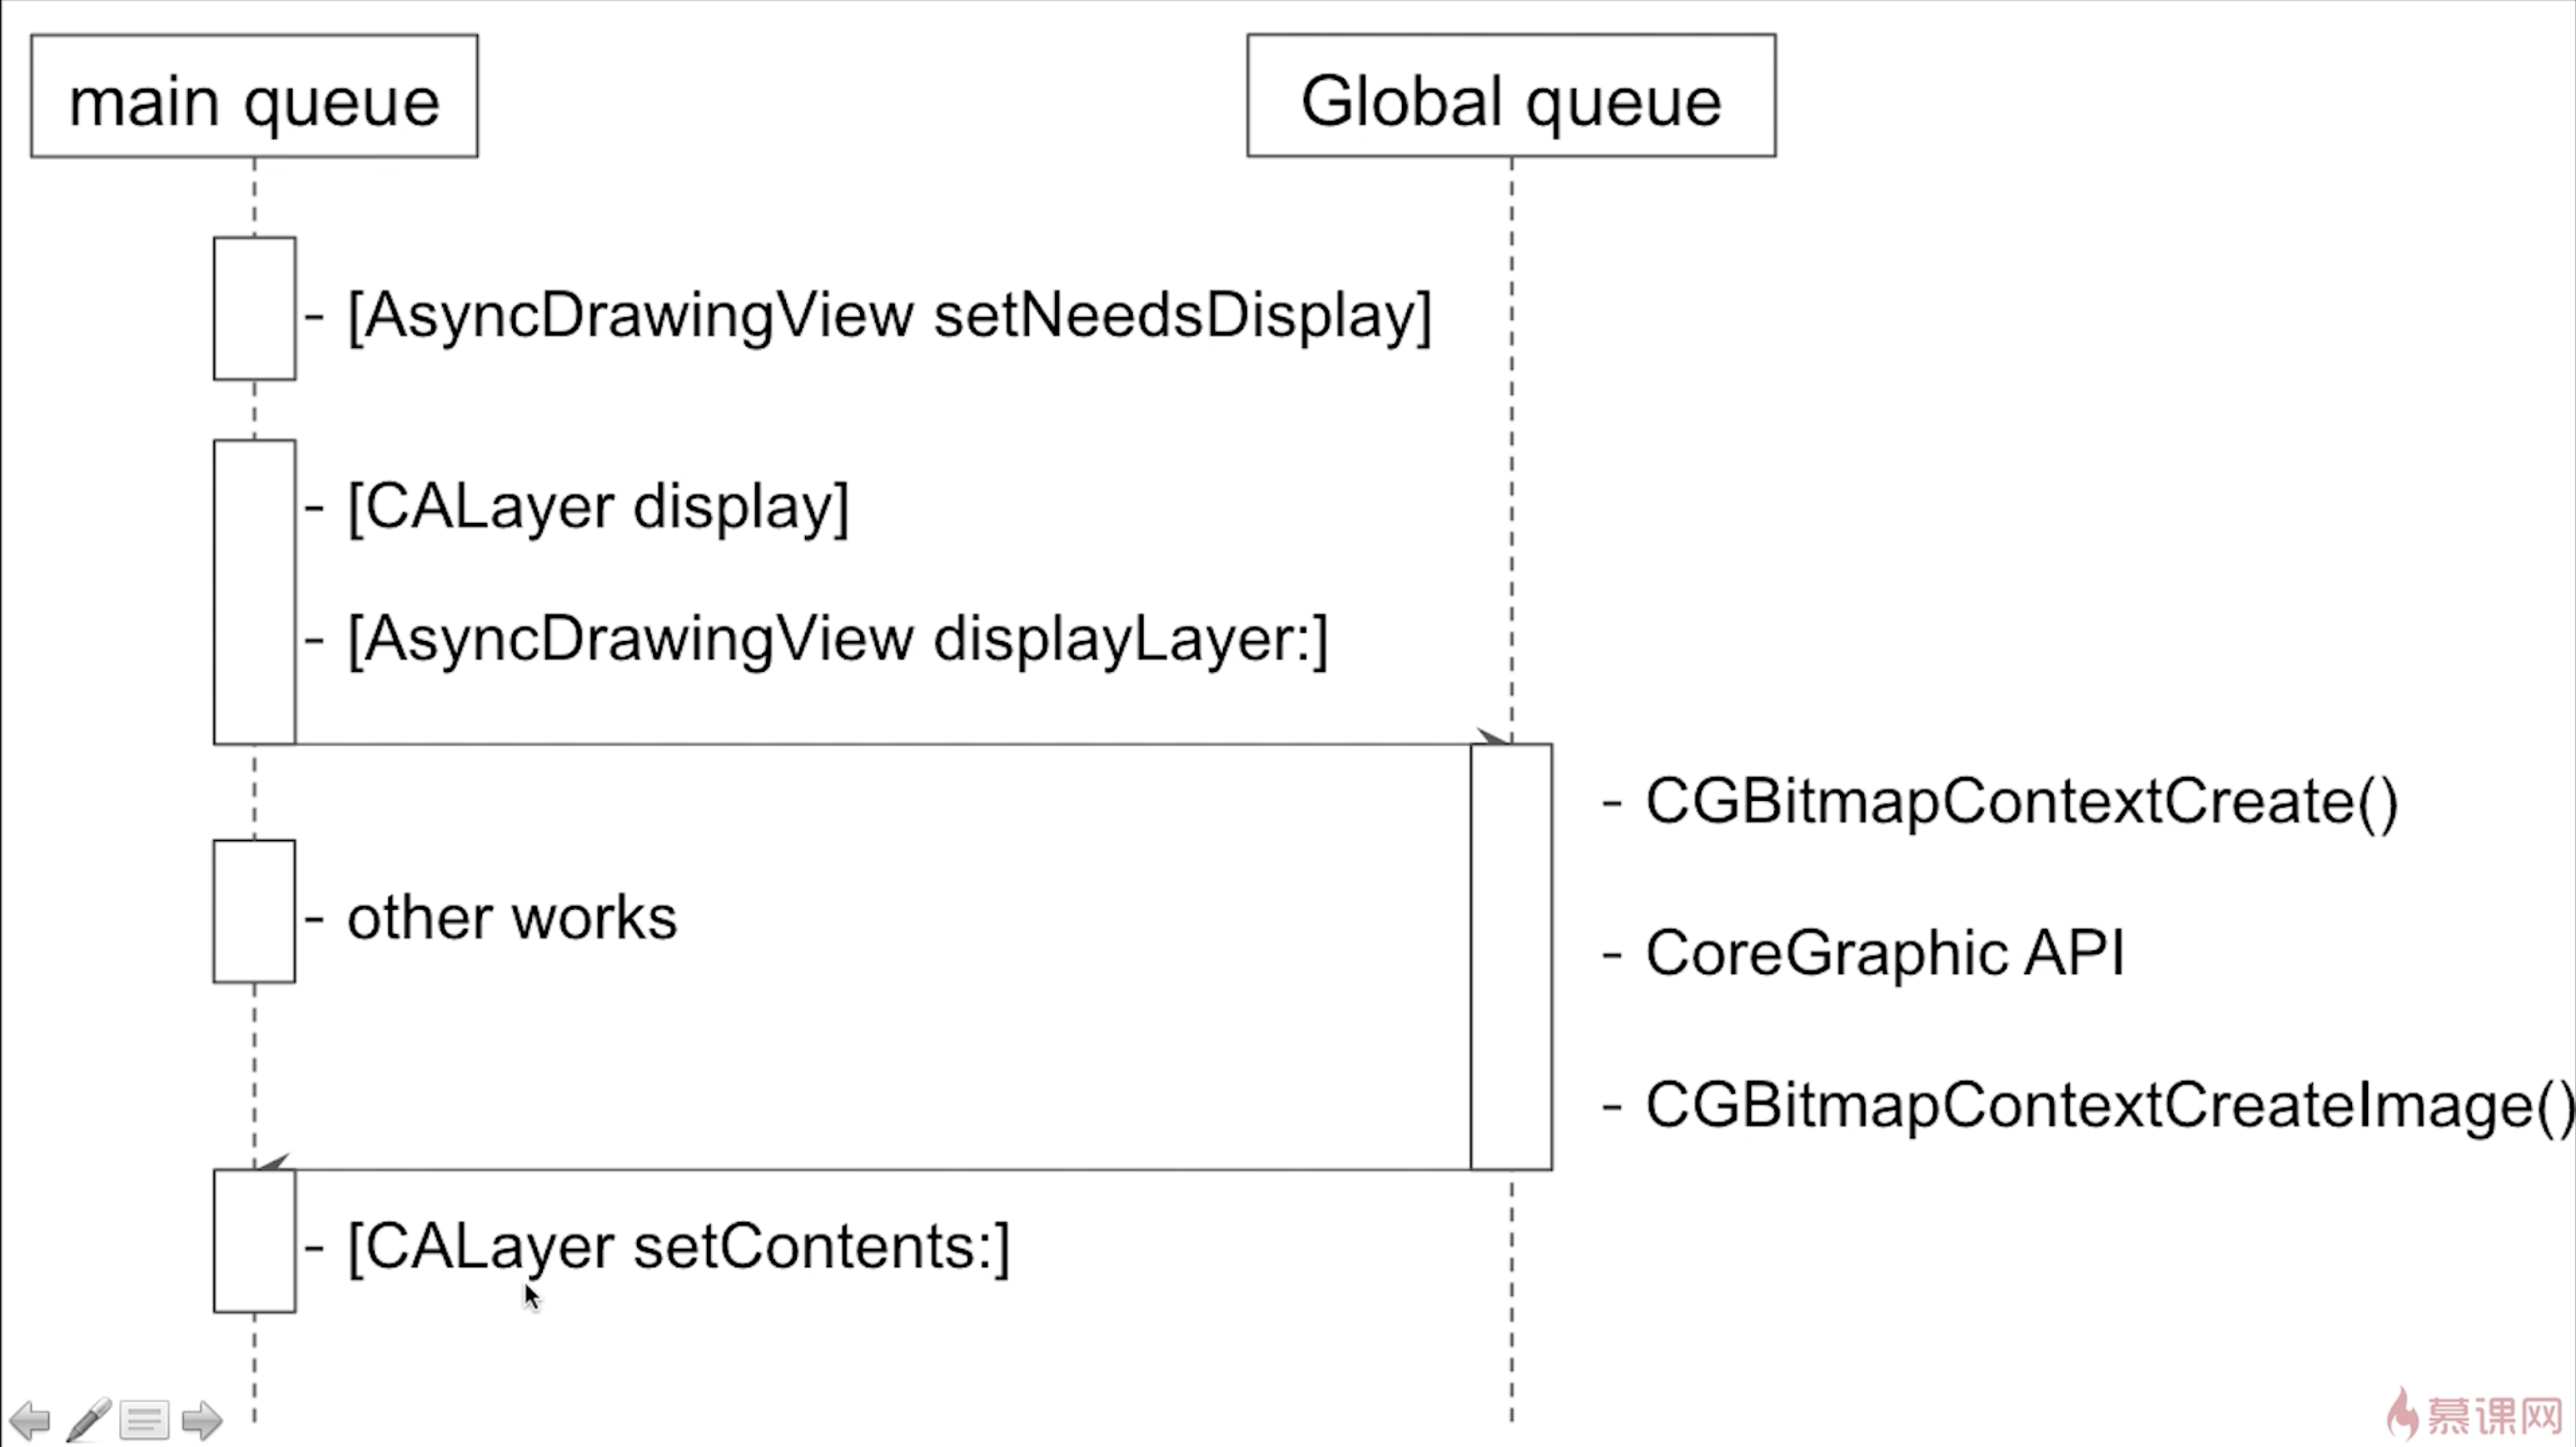 main queue
Global queue
- [AsyncDrawingView setNeedsDisplay]
- [CALayer display]
- [AsyncDrawingView displayLayer:]
- CGBitmapContextCreate()
- other works
- CoreGraphic API
- CGBitmapContextCreateImage()
- [CALayer setContents:]
慕课网